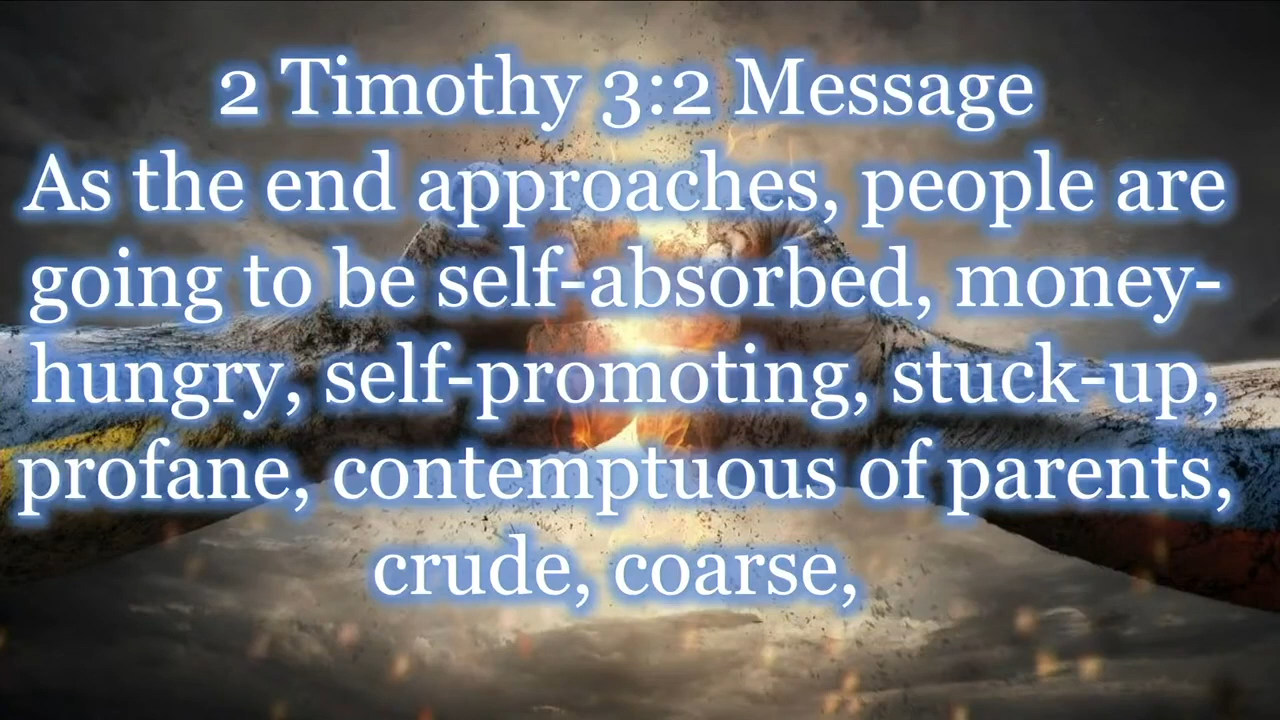 2 Timothy 3:2 Message
As the end approaches, people are
going to be self-absorbed, money-
hungry, self-promoting, stuck-up,
profane, contemptuous of parents,
crude, coarse,